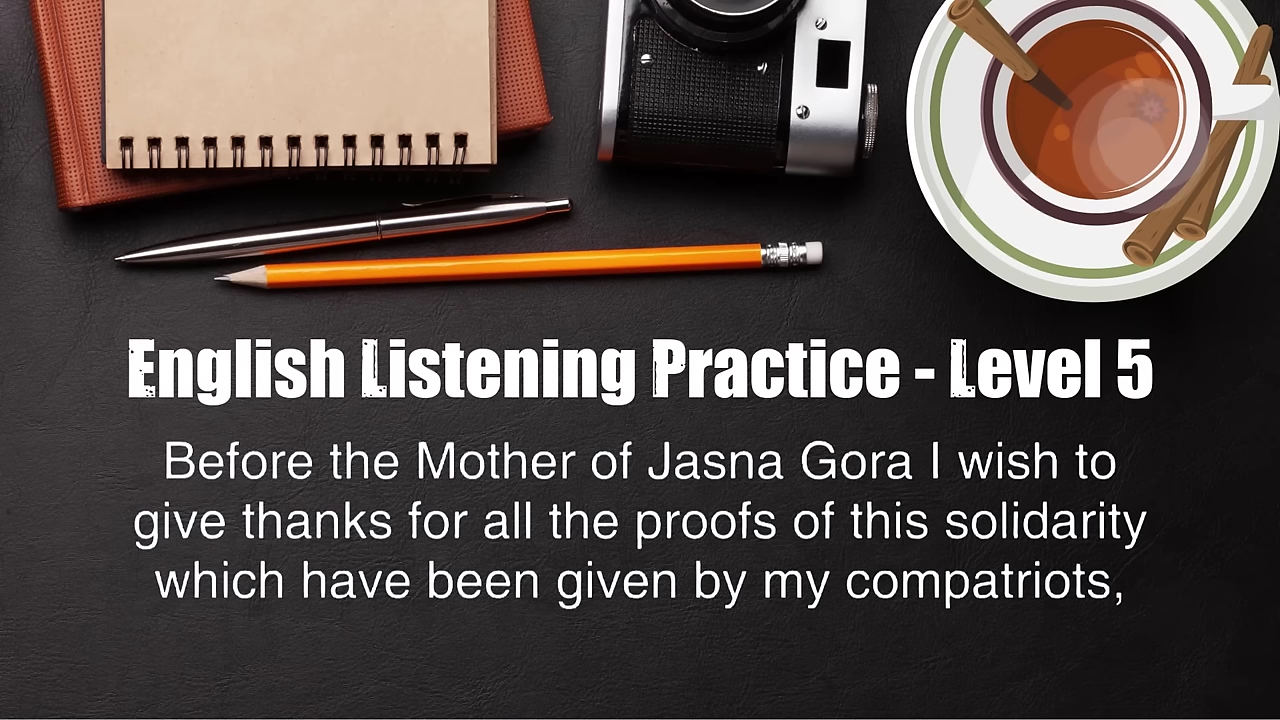 English Listening Practice - Level 5
Before the Mother of Jasna Gora I wish to
give thanks for all the proofs of this solidarity
which have been given by my compatriots,